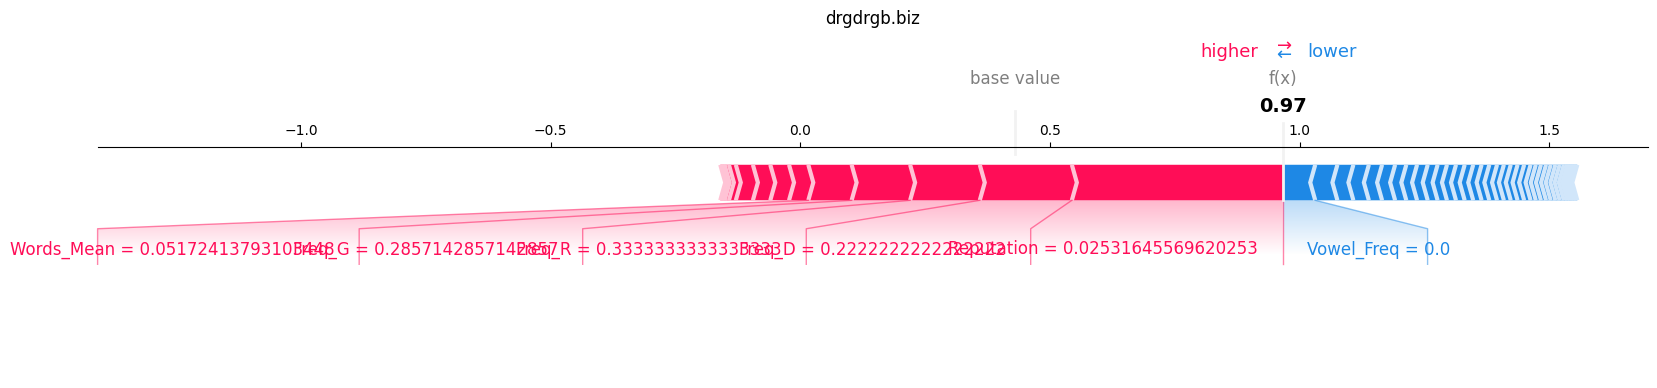 drgdrgb.biz
higher ⇄ lower
base value f(x)
0.97
−1.0 −0.5 0.0 0.5 1.0 1.5
Words_Mean = 0.05172413793103448 Freq_G = 0.2857142857142857 Freq_R = 0.3333333333333333 Freq_D = 0.2222222222222222 Reputation = 0.02531645569620253 Vowel_Freq = 0.0